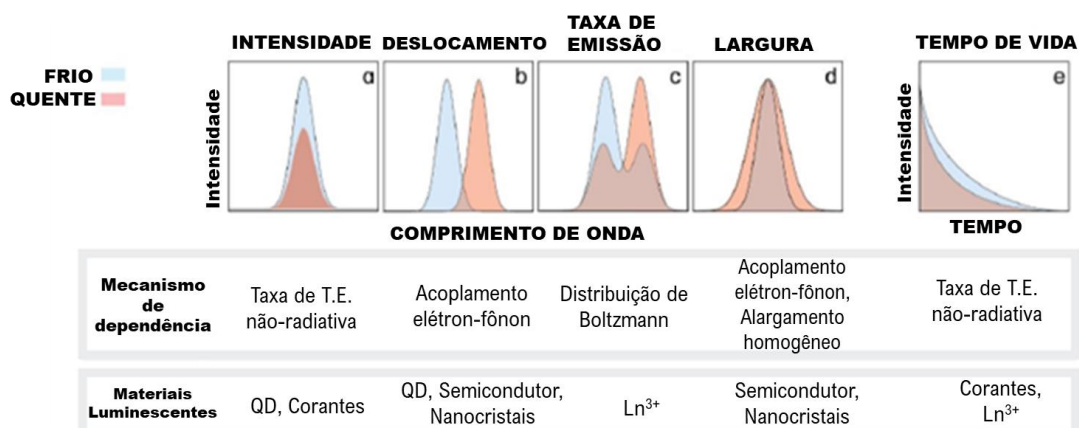 INTENSIDADE
DESLOCAMENTO
TAXA DE
EMISSÃO
LARGURA
TEMPO DE VIDA
FRIO
QUENTE
Intensidade
a
b
c
d
Intensidade
e
COMPRIMENTO DE ONDA
TEMPO
Mecanismo
de
dependência
Taxa de T.E.
não-radiativa
Acoplamento
elétron-fônon
Distribuição de
Boltzmann
Acoplamento
elétron-fônon,
Alargamento
homogêneo
Taxa de T.E.
não-radiativa
Materiais
Luminescentes
QD, Corantes
QD, Semicondutor,
Nanocristais
Ln³⁺
Semicondutor,
Nanocristais
Corantes,
Ln³⁺